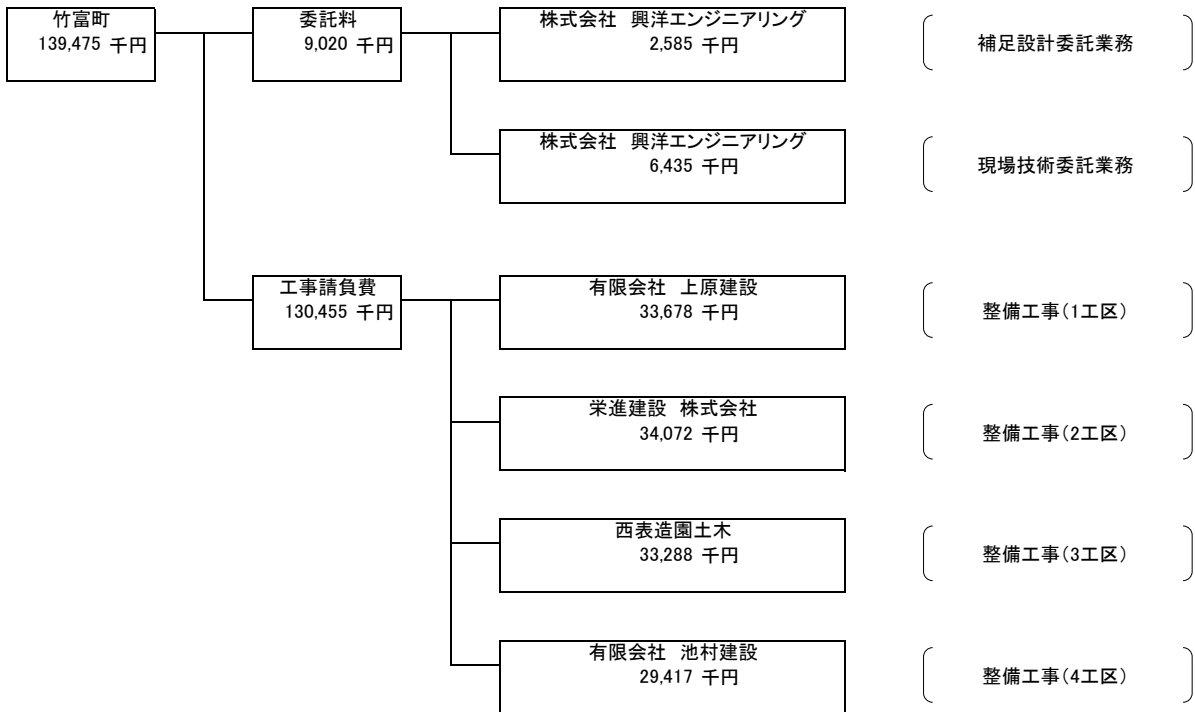 竹富町
139,475 千円
委託料
9,020 千円
株式会社 興洋エンジニアリング
2,585 千円
補足設計委託業務
株式会社 興洋エンジニアリング
6,435 千円
現場技術委託業務
工事請負費
130,455 千円
有限会社 上原建設
33,678 千円
整備工事(1工区)
栄進建設 株式会社
34,072 千円
整備工事(2工区)
西表造園土木
33,288 千円
整備工事(3工区)
有限会社 池村建設
29,417 千円
整備工事(4工区)